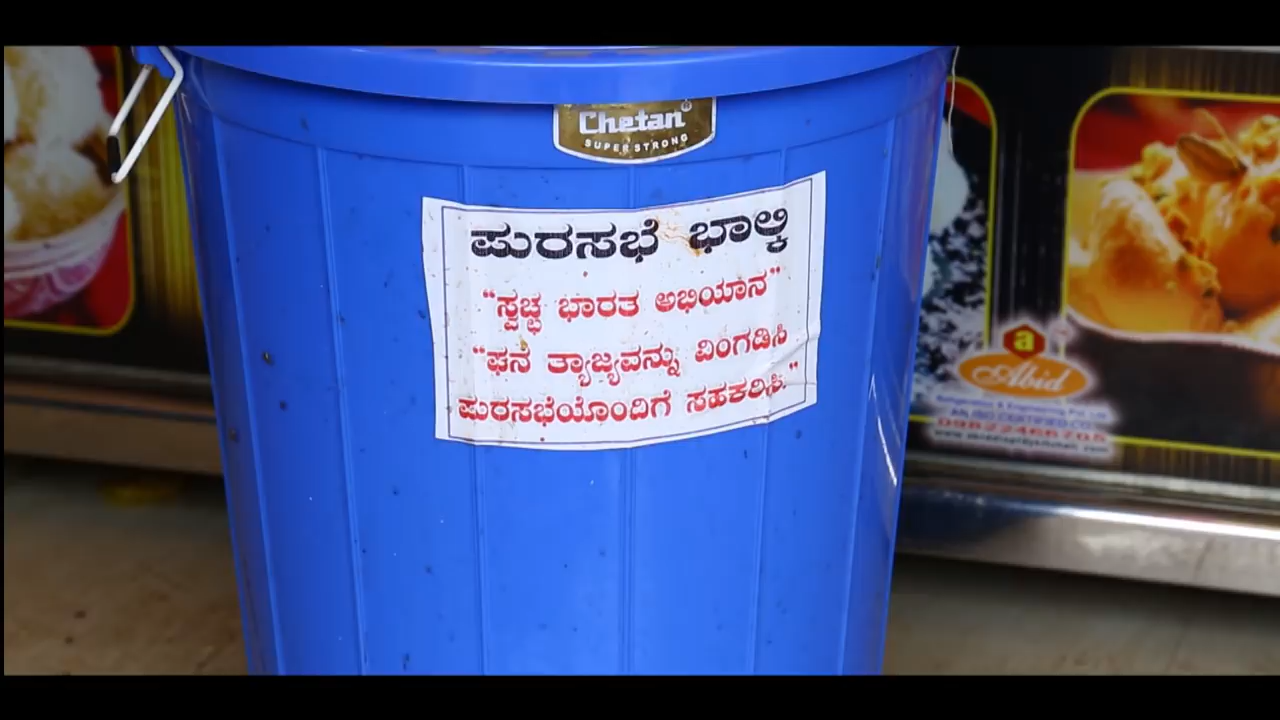 Chetan®
SUPER STRONG
ಪುರಸಭೆ ಭಾಲ್ಕಿ
“ಸ್ವಚ್ಛ ಭಾರತ ಅಭಿಯಾನ”
“ಘನ ತ್ಯಾಜ್ಯವನ್ನು ವಿಂಗಡಿಸಿ
ಪುರಸಭೆಯೊಂದಿಗೆ ಸಹಕರಿಸಿ.”
a
Abid